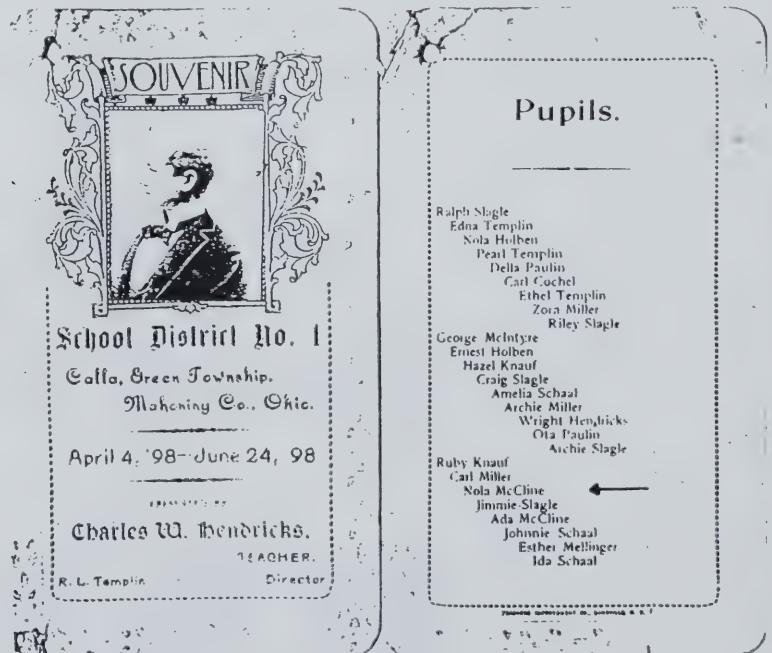 SOUVENIR
School District No. 1
Calla, Green Township,
Mahoning Co., Ohio.
April 4, '98—June 24, 98
PRESENTED BY
Charles W. Hendricks,
TEACHER.
R. L. Templin Director
Pupils.
Ralph Slagle
Edna Templin
Nola Holben
Pearl Templin
Della Paulin
Carl Cochel
Ethel Templin
Zora Miller
Riley Slagle
George McIntyre
Ernest Holben
Hazel Knauf
Craig Slagle
Amelia Schaal
Archie Miller
Wright Hendricks
Ota Paulin
Archie Slagle
Ruby Knauf
Carl Miller
Nola McCline
Jimmie Slagle
Ada McCline
Johnnie Schaal
Esther Mellinger
Ida Schaal